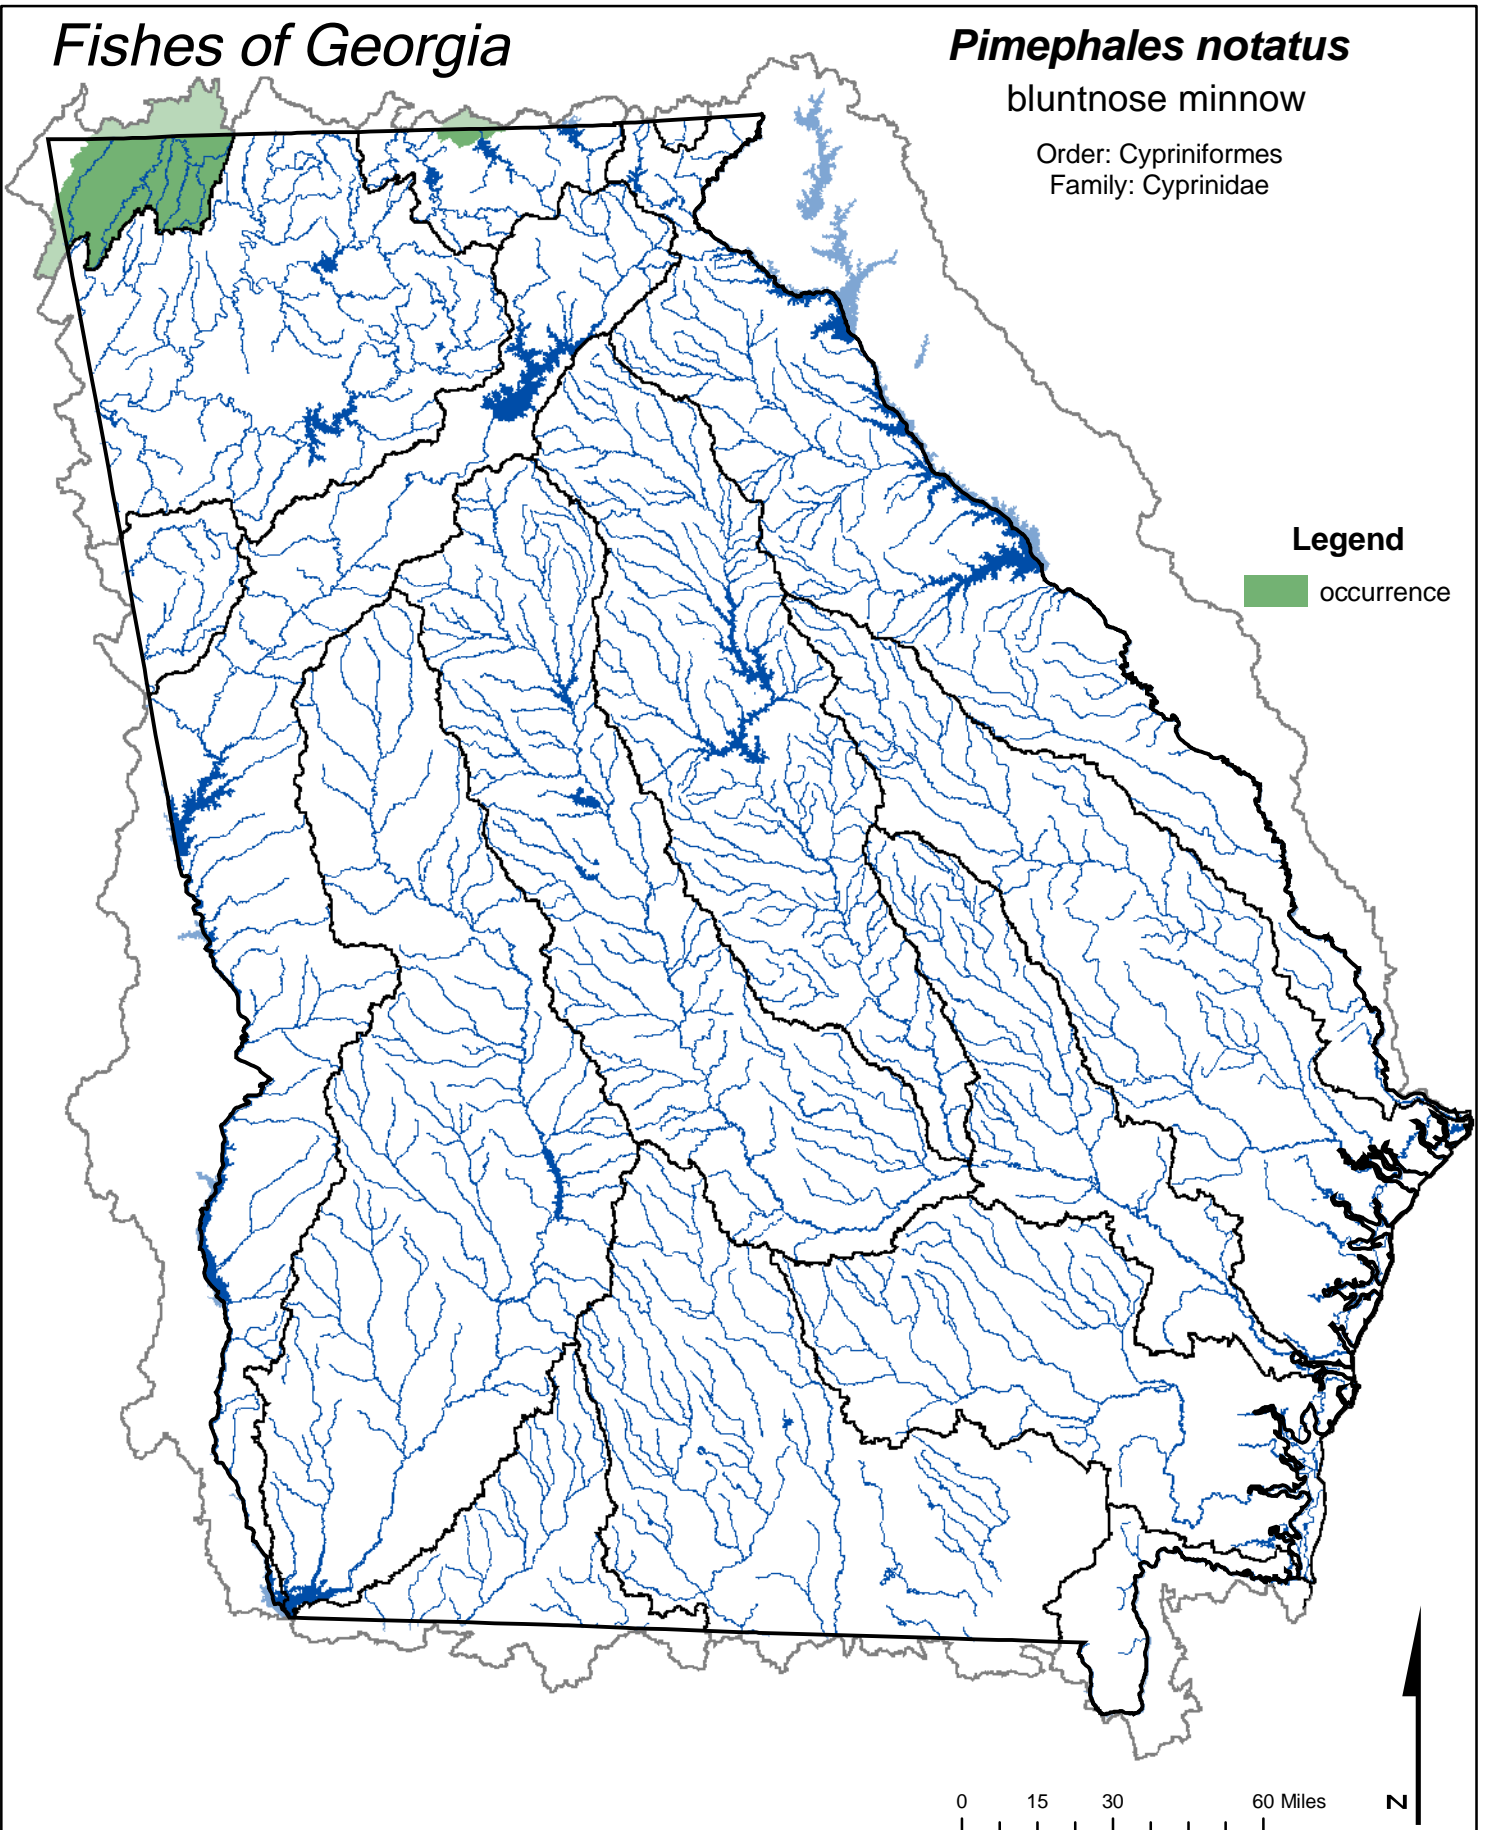 Fishes of Georgia
Pimephales notatus
bluntnose minnow
Order: Cypriniformes
Family: Cyprinidae
Legend
occurrence
0 15 30 60 Miles
N